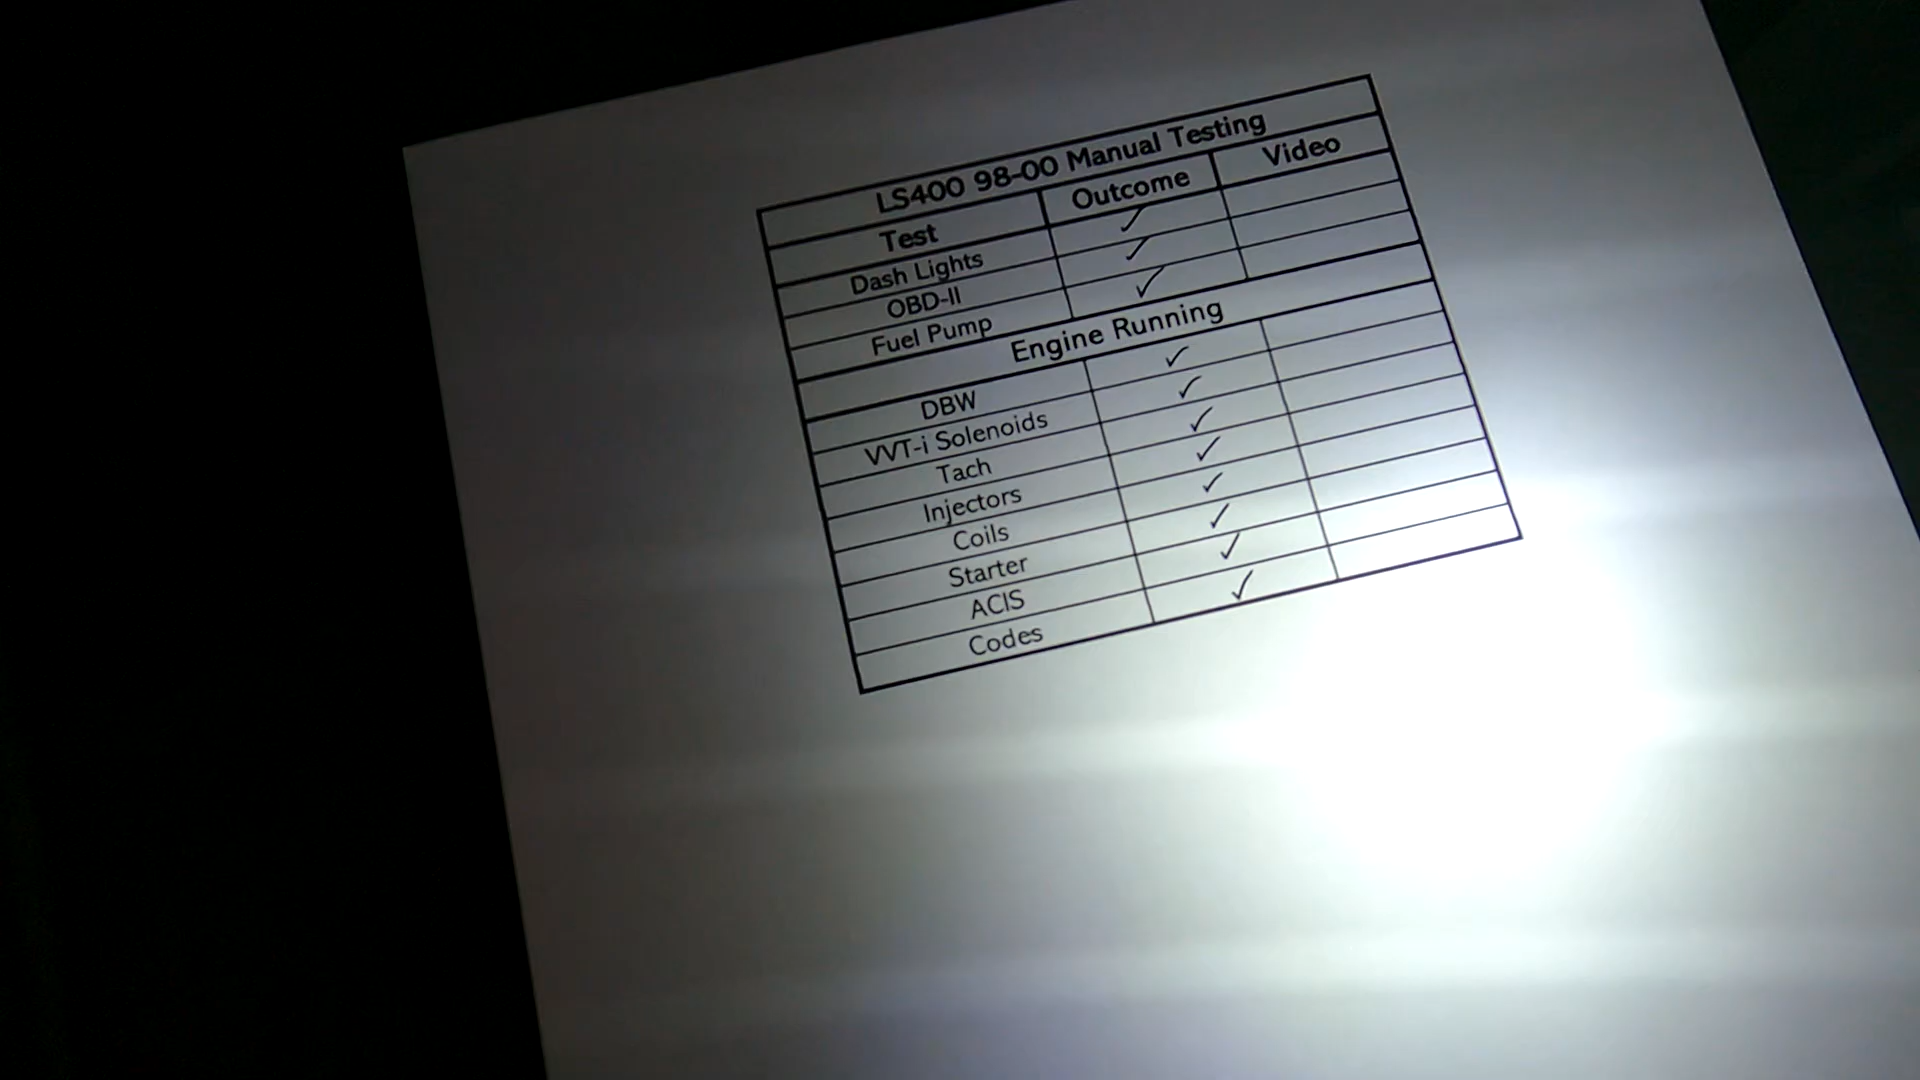 LS400 98-00 Manual Testing
Test Outcome Video
Dash Lights ✓
OBD-II ✓
Fuel Pump ✓
Engine Running
DBW ✓
VVT-i Solenoids ✓
Tach ✓
Injectors ✓
Coils ✓
Starter ✓
ACIS ✓
Codes ✓